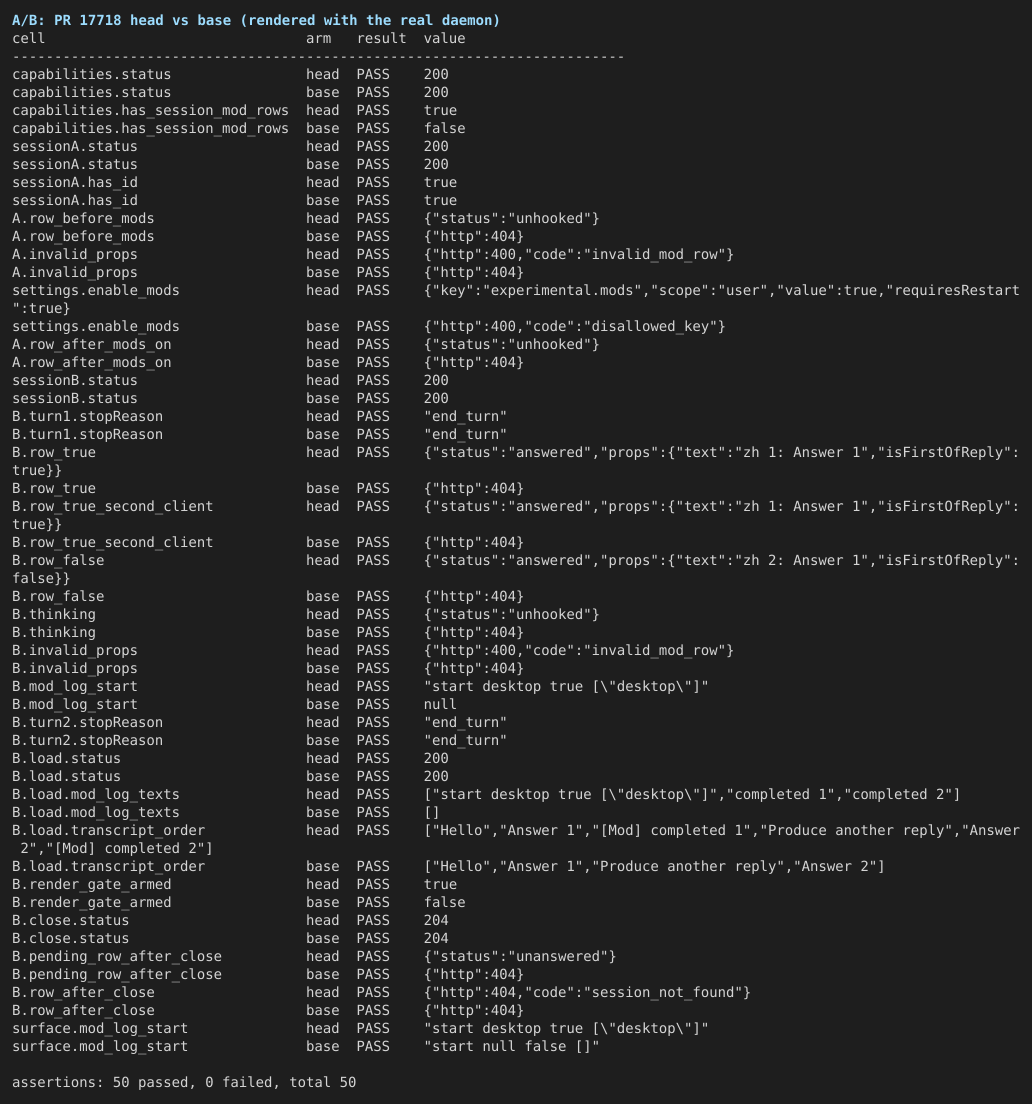 A/B: PR 17718 head vs base (rendered with the real daemon)
cell arm result value
-------------------------------------------------------------------------
capabilities.status head PASS 200
capabilities.status base PASS 200
capabilities.has_session_mod_rows head PASS true
capabilities.has_session_mod_rows base PASS false
sessionA.status head PASS 200
sessionA.status base PASS 200
sessionA.has_id head PASS true
sessionA.has_id base PASS true
A.row_before_mods head PASS {"status":"unhooked"}
A.row_before_mods base PASS {"http":404}
A.invalid_props head PASS {"http":400,"code":"invalid_mod_row"}
A.invalid_props base PASS {"http":404}
settings.enable_mods head PASS {"key":"experimental.mods","scope":"user","value":true,"requiresRestart
":true}
settings.enable_mods base PASS {"http":400,"code":"disallowed_key"}
A.row_after_mods_on head PASS {"status":"unhooked"}
A.row_after_mods_on base PASS {"http":404}
sessionB.status head PASS 200
sessionB.status base PASS 200
B.turn1.stopReason head PASS "end_turn"
B.turn1.stopReason base PASS "end_turn"
B.row_true head PASS {"status":"answered","props":{"text":"zh 1: Answer 1","isFirstOfReply":
true}}
B.row_true base PASS {"http":404}
B.row_true_second_client head PASS {"status":"answered","props":{"text":"zh 1: Answer 1","isFirstOfReply":
true}}
B.row_true_second_client base PASS {"http":404}
B.row_false head PASS {"status":"answered","props":{"text":"zh 2: Answer 1","isFirstOfReply":
false}}
B.row_false base PASS {"http":404}
B.thinking head PASS {"status":"unhooked"}
B.thinking base PASS {"http":404}
B.invalid_props head PASS {"http":400,"code":"invalid_mod_row"}
B.invalid_props base PASS {"http":404}
B.mod_log_start head PASS "start desktop true [\"desktop\"]"
B.mod_log_start base PASS null
B.turn2.stopReason head PASS "end_turn"
B.turn2.stopReason base PASS "end_turn"
B.load.status head PASS 200
B.load.status base PASS 200
B.load.mod_log_texts head PASS ["start desktop true [\"desktop\"]","completed 1","completed 2"]
B.load.mod_log_texts base PASS []
B.load.transcript_order head PASS ["Hello","Answer 1","[Mod] completed 1","Produce another reply","Answer
2","[Mod] completed 2"]
B.load.transcript_order base PASS ["Hello","Answer 1","Produce another reply","Answer 2"]
B.render_gate_armed head PASS true
B.render_gate_armed base PASS false
B.close.status head PASS 204
B.close.status base PASS 204
B.pending_row_after_close head PASS {"status":"unanswered"}
B.pending_row_after_close base PASS {"http":404}
B.row_after_close head PASS {"http":404,"code":"session_not_found"}
B.row_after_close base PASS {"http":404}
surface.mod_log_start head PASS "start desktop true [\"desktop\"]"
surface.mod_log_start base PASS "start null false []"
assertions: 50 passed, 0 failed, total 50